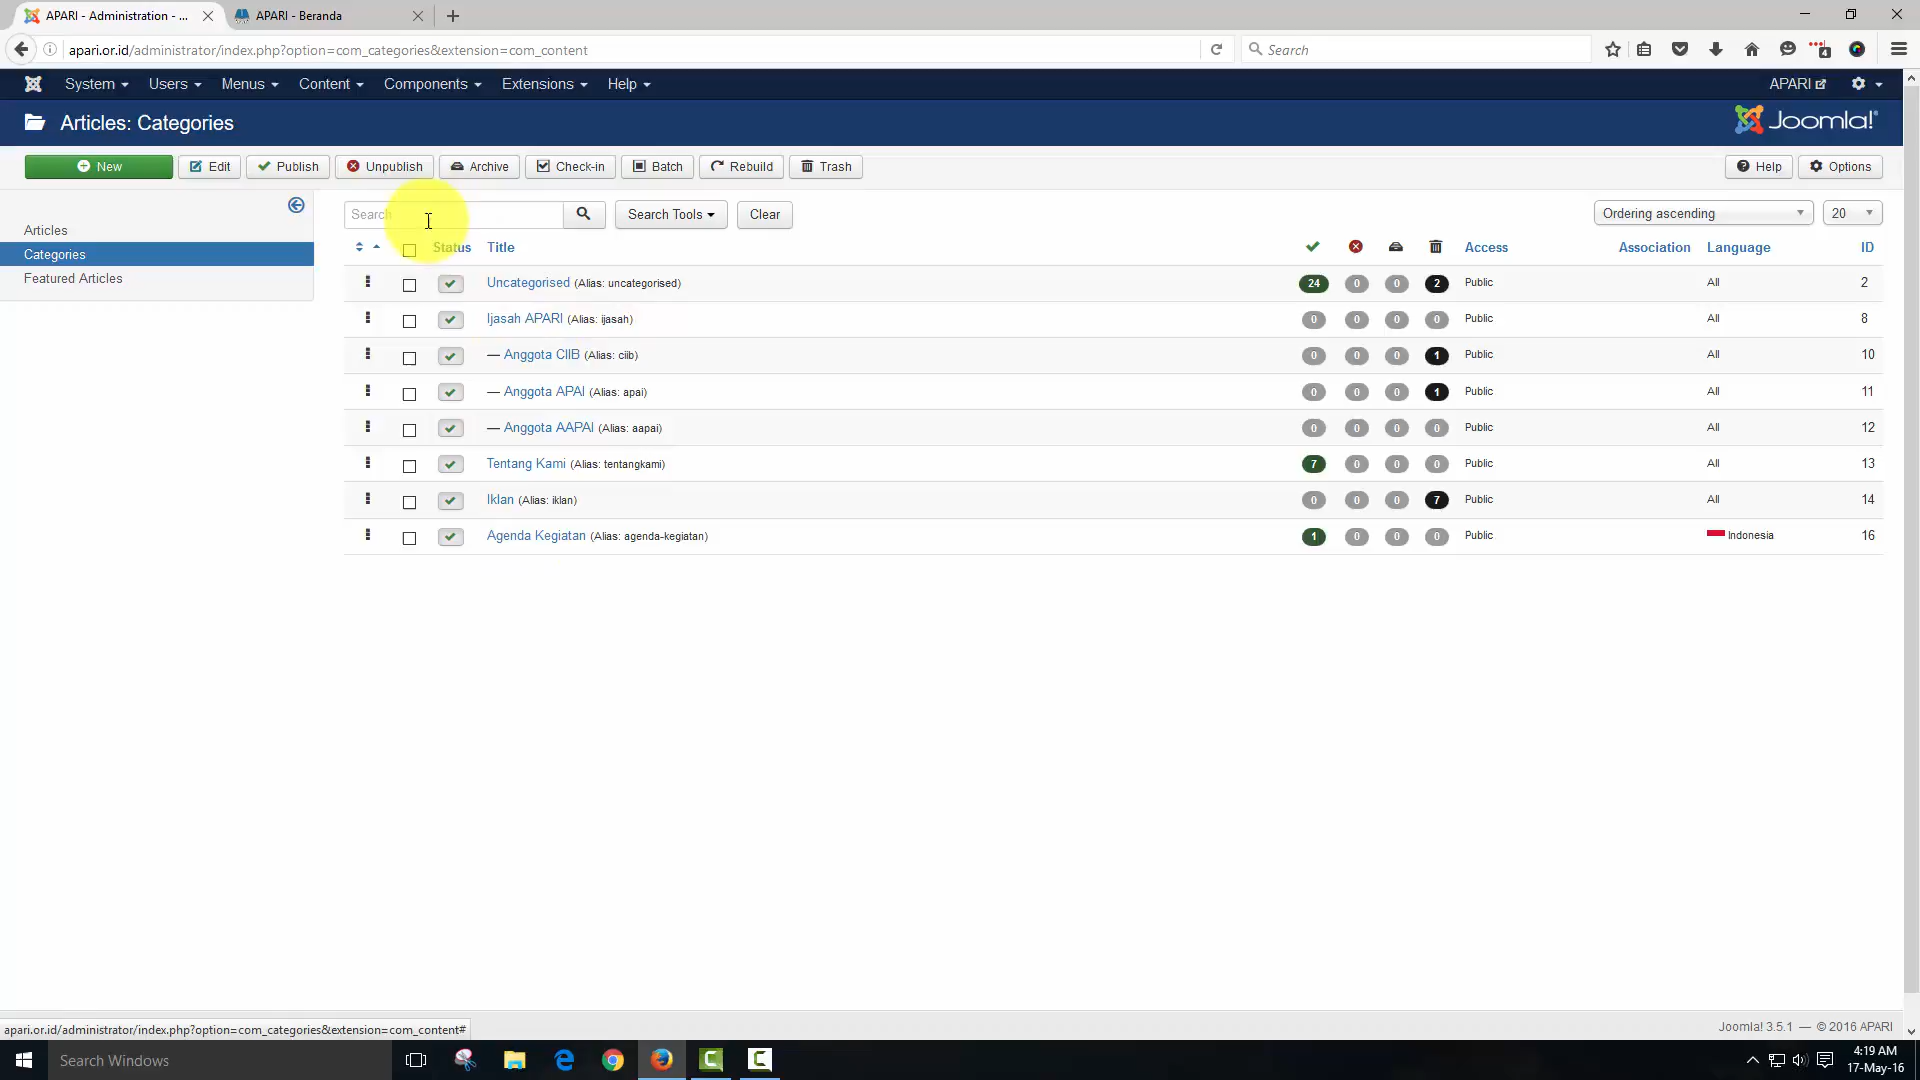 APARI - Administration - ...
APARI - Beranda
apari.or.id/administrator/index.php?option=com_categories&extension=com_content
Search
System Users Menus Content Components Extensions Help
APARI
Articles: Categories
Joomla!
New Edit Publish Unpublish Archive Check-in Batch Rebuild Trash
Help Options
Articles
Categories
Featured Articles
Search
Search Tools
Clear
Ordering ascending
20
Status Title Access Association Language ID
Uncategorised (Alias: uncategorised) 24 0 0 2 Public All 2
Ijasah APARI (Alias: ijasah) 0 0 0 0 Public All 8
— Anggota CIIB (Alias: ciib) 0 0 0 1 Public All 10
— Anggota APAI (Alias: apai) 0 0 0 1 Public All 11
— Anggota AAPAI (Alias: aapai) 0 0 0 0 Public All 12
Tentang Kami (Alias: tentangkami) 7 0 0 0 Public All 13
Iklan (Alias: iklan) 0 0 0 7 Public All 14
Agenda Kegiatan (Alias: agenda-kegiatan) 1 0 0 0 Public Indonesia 16
apari.or.id/administrator/index.php?option=com_categories&extension=com_content#
Joomla! 3.5.1 — © 2016 APARI
Search Windows
4:19 AM
17-May-16